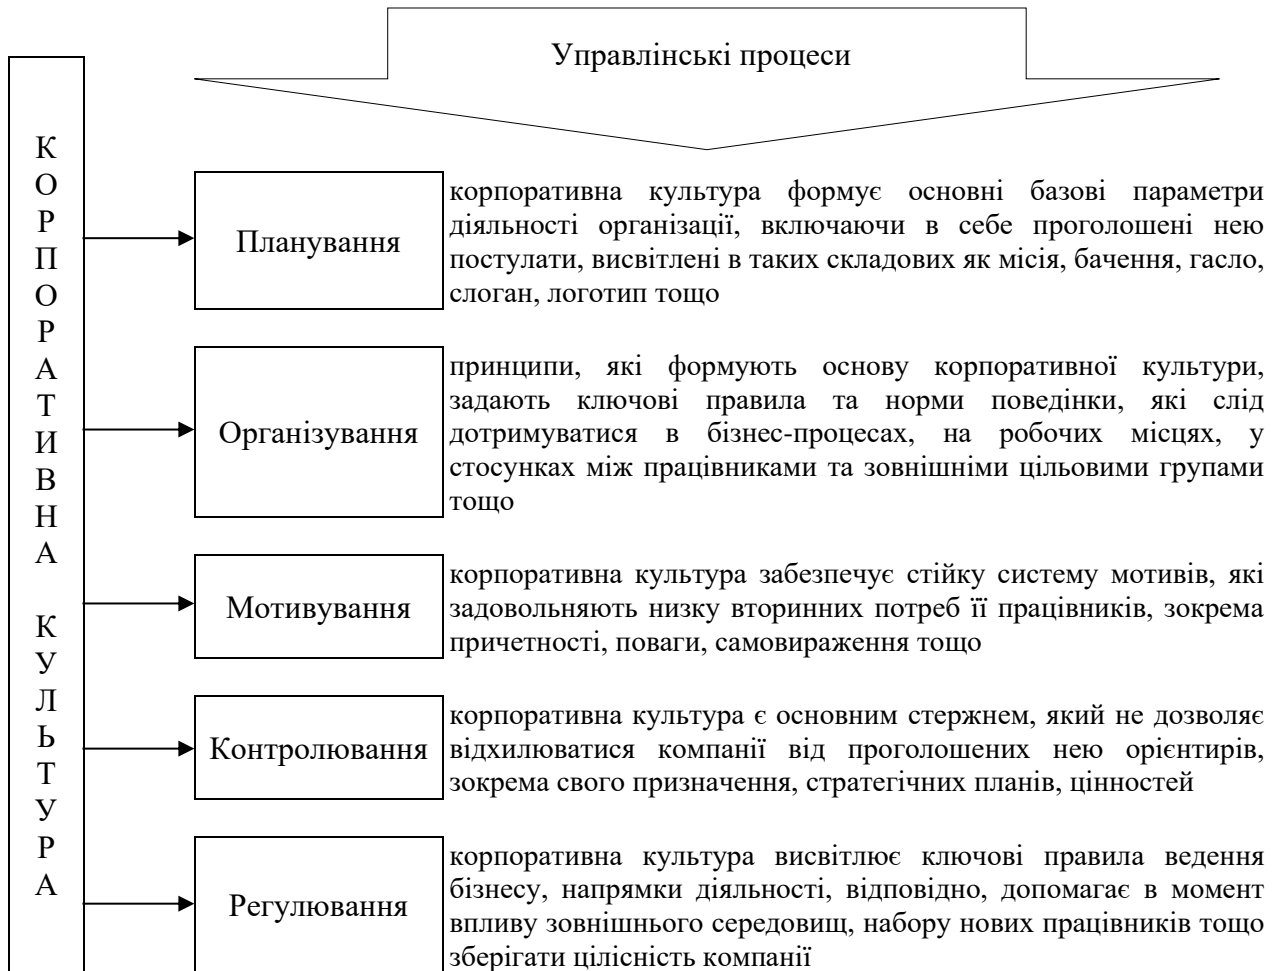 Управлінські процеси
КОРПОРАТИВНА КУЛЬТУРА
Планування
корпоративна культура формує основні базові параметри
діяльності організації, включаючи в себе проголошені нею
постулати, висвітлені в таких складових як місія, бачення, гасло,
слоган, логотип тощо
Організування
принципи, які формують основу корпоративної культури,
задають ключові правила та норми поведінки, які слід
дотримуватися в бізнес-процесах, на робочих місцях, у
стосунках між працівниками та зовнішніми цільовими групами
тощо
Мотивування
корпоративна культура забезпечує стійку систему мотивів, які
задовольняють низку вторинних потреб її працівників, зокрема
причетності, поваги, самовираження тощо
Контролювання
корпоративна культура є основним стержнем, який не дозволяє
відхилюватися компанії від проголошених нею орієнтирів,
зокрема свого призначення, стратегічних планів, цінностей
Регулювання
корпоративна культура висвітлює ключові правила ведення
бізнесу, напрямки діяльності, відповідно, допомагає в момент
впливу зовнішнього середовищ, набору нових працівників тощо
зберігати цілісність компанії